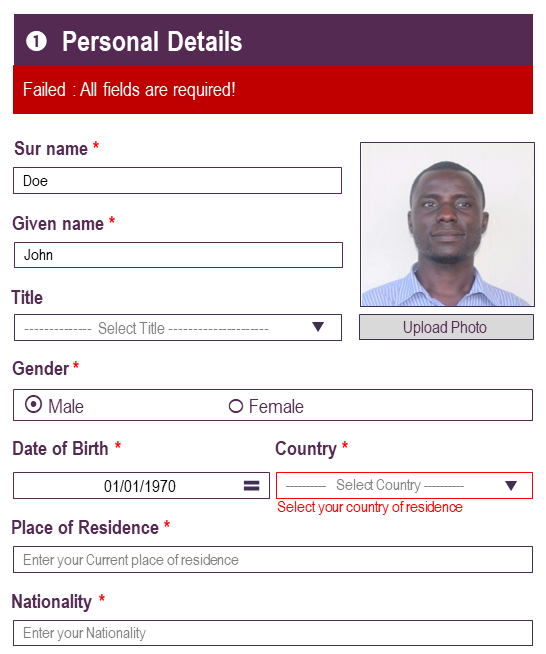 1 Personal Details
Failed : All fields are required!
Sur name *
Doe
Given name *
John
Title
-------------- Select Title ---------------------
Upload Photo
Gender *
Male Female
Date of Birth * Country *
01/01/1970 ---------- Select Country ----------
Select your country of residence
Place of Residence *
Enter your Current place of residence
Nationality *
Enter your Nationality